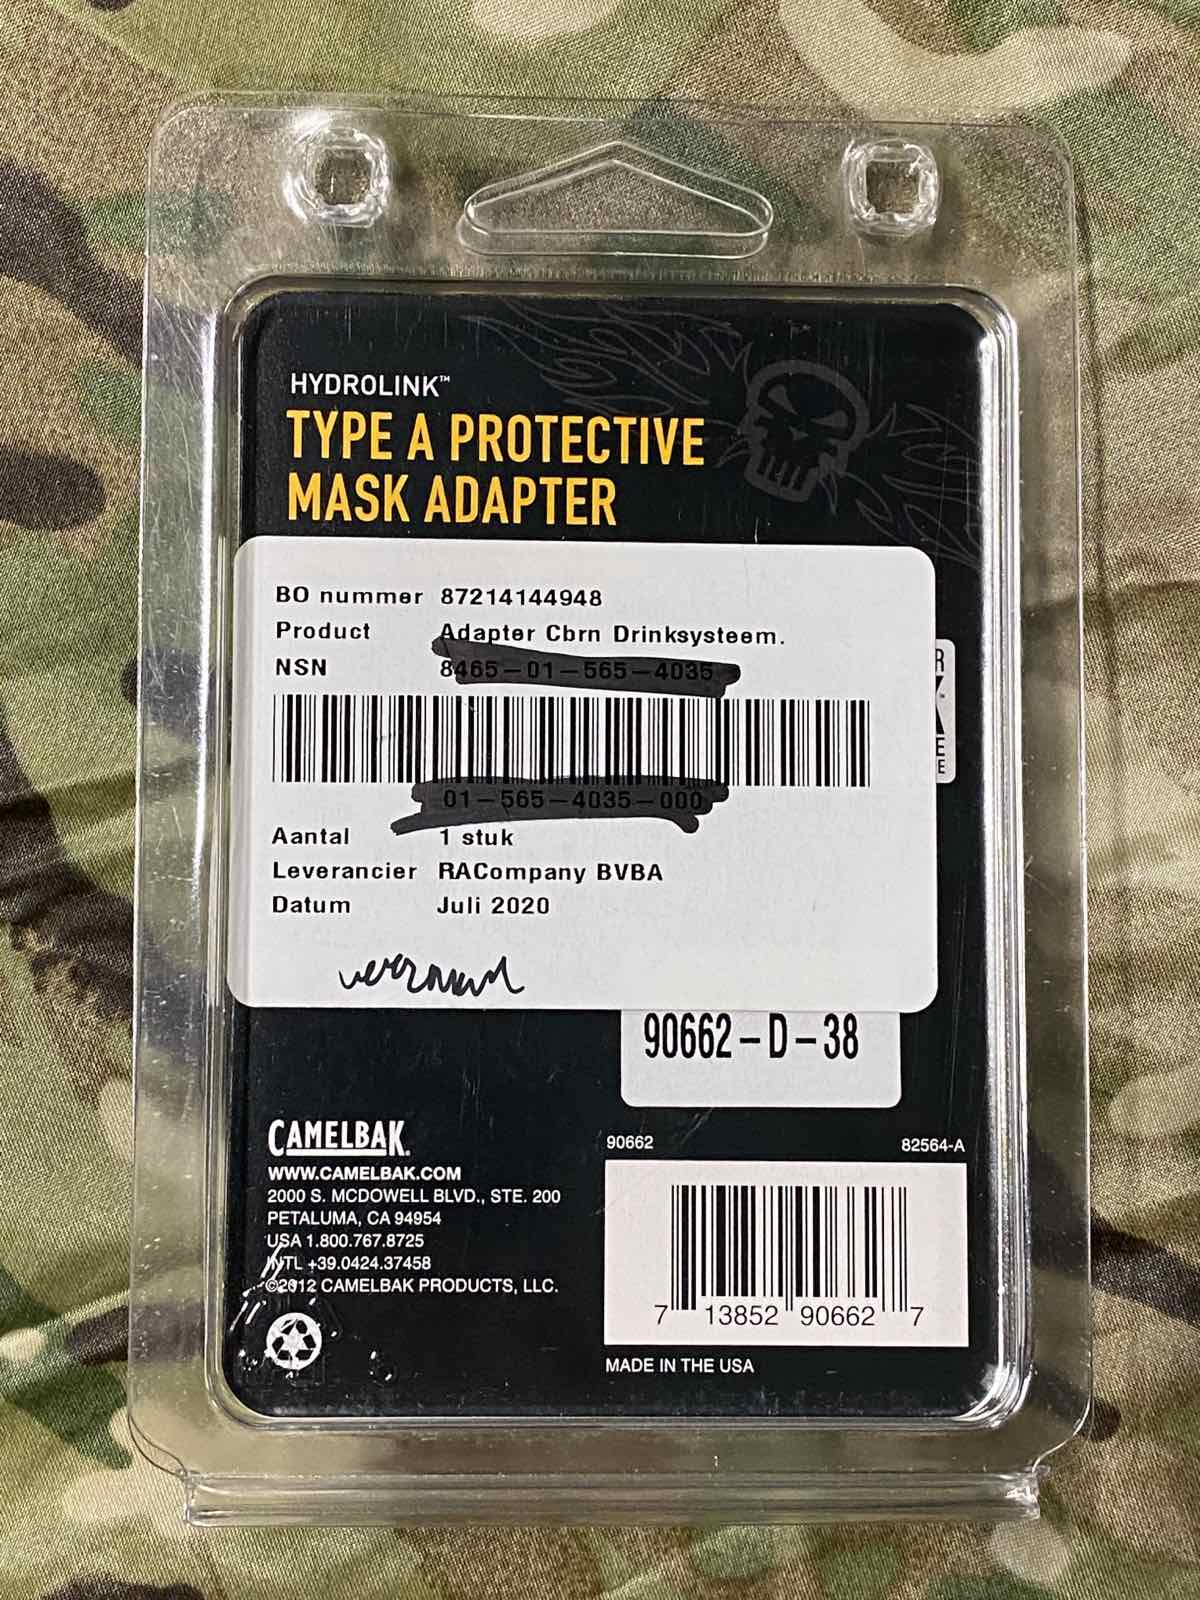 HYDROLINK™
TYPE A PROTECTIVE
MASK ADAPTER
BO nummer 87214144948
Product Adapter Cbrn Drinksysteem.
NSN 8465-01-565-4035
01-565-4035-000
Aantal 1 stuk
Leverancier RACompany BVBA
Datum Juli 2020
R
™
E
E
90662-D-38
CAMELBAK.
WWW.CAMELBAK.COM
2000 S. MCDOWELL BLVD., STE. 200
PETALUMA, CA 94954
USA 1.800.767.8725
INTL +39.0424.37458
©2012 CAMELBAK PRODUCTS, LLC.
90662 82564-A
7 13852 90662 7
MADE IN THE USA